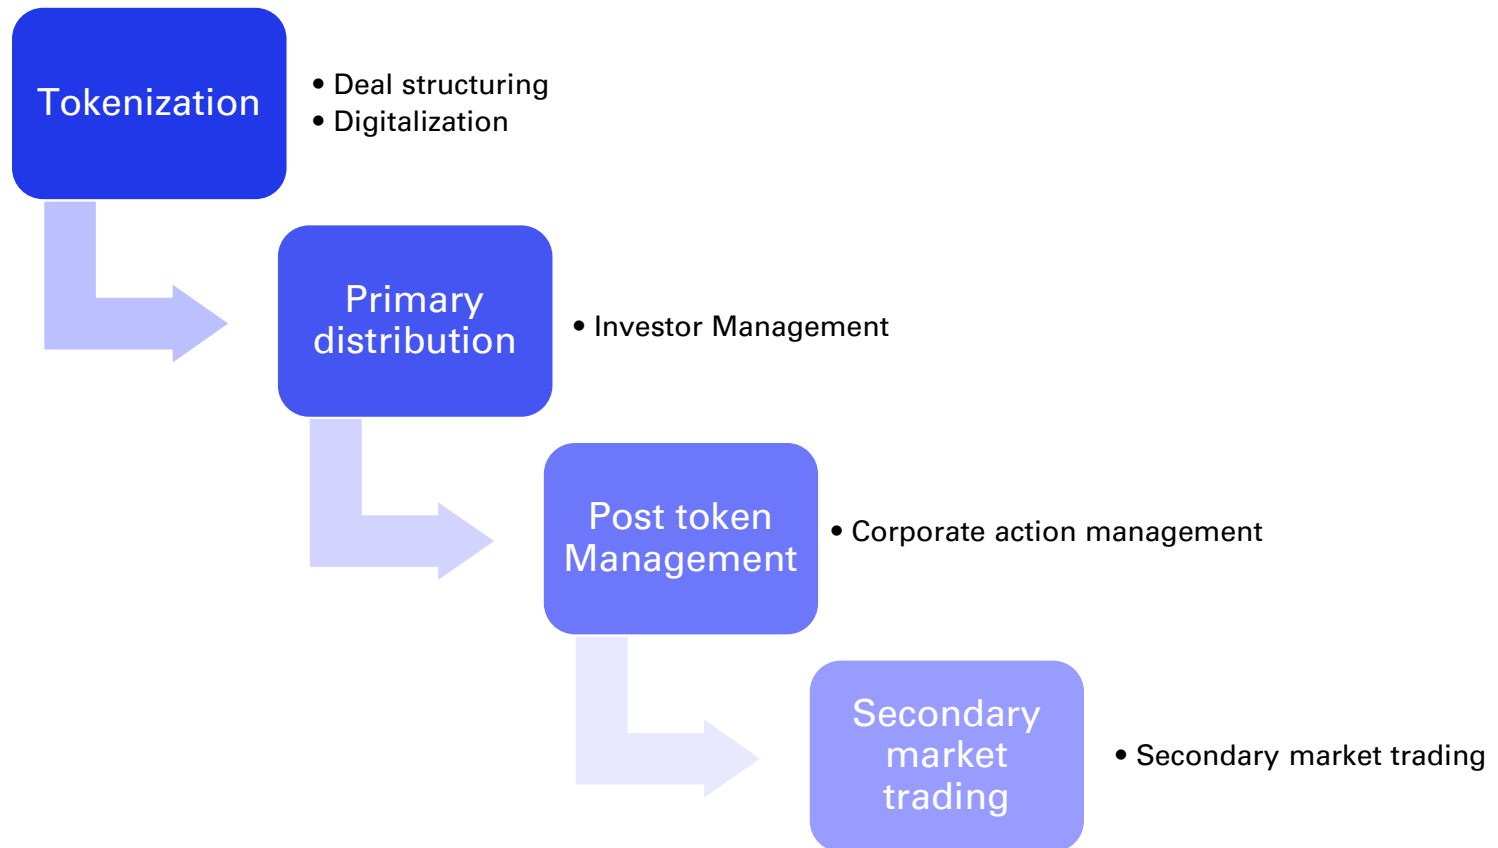 Tokenization
• Deal structuring
• Digitalization
Primary
distribution
• Investor Management
Post token
Management
• Corporate action management
Secondary
market
trading
• Secondary market trading